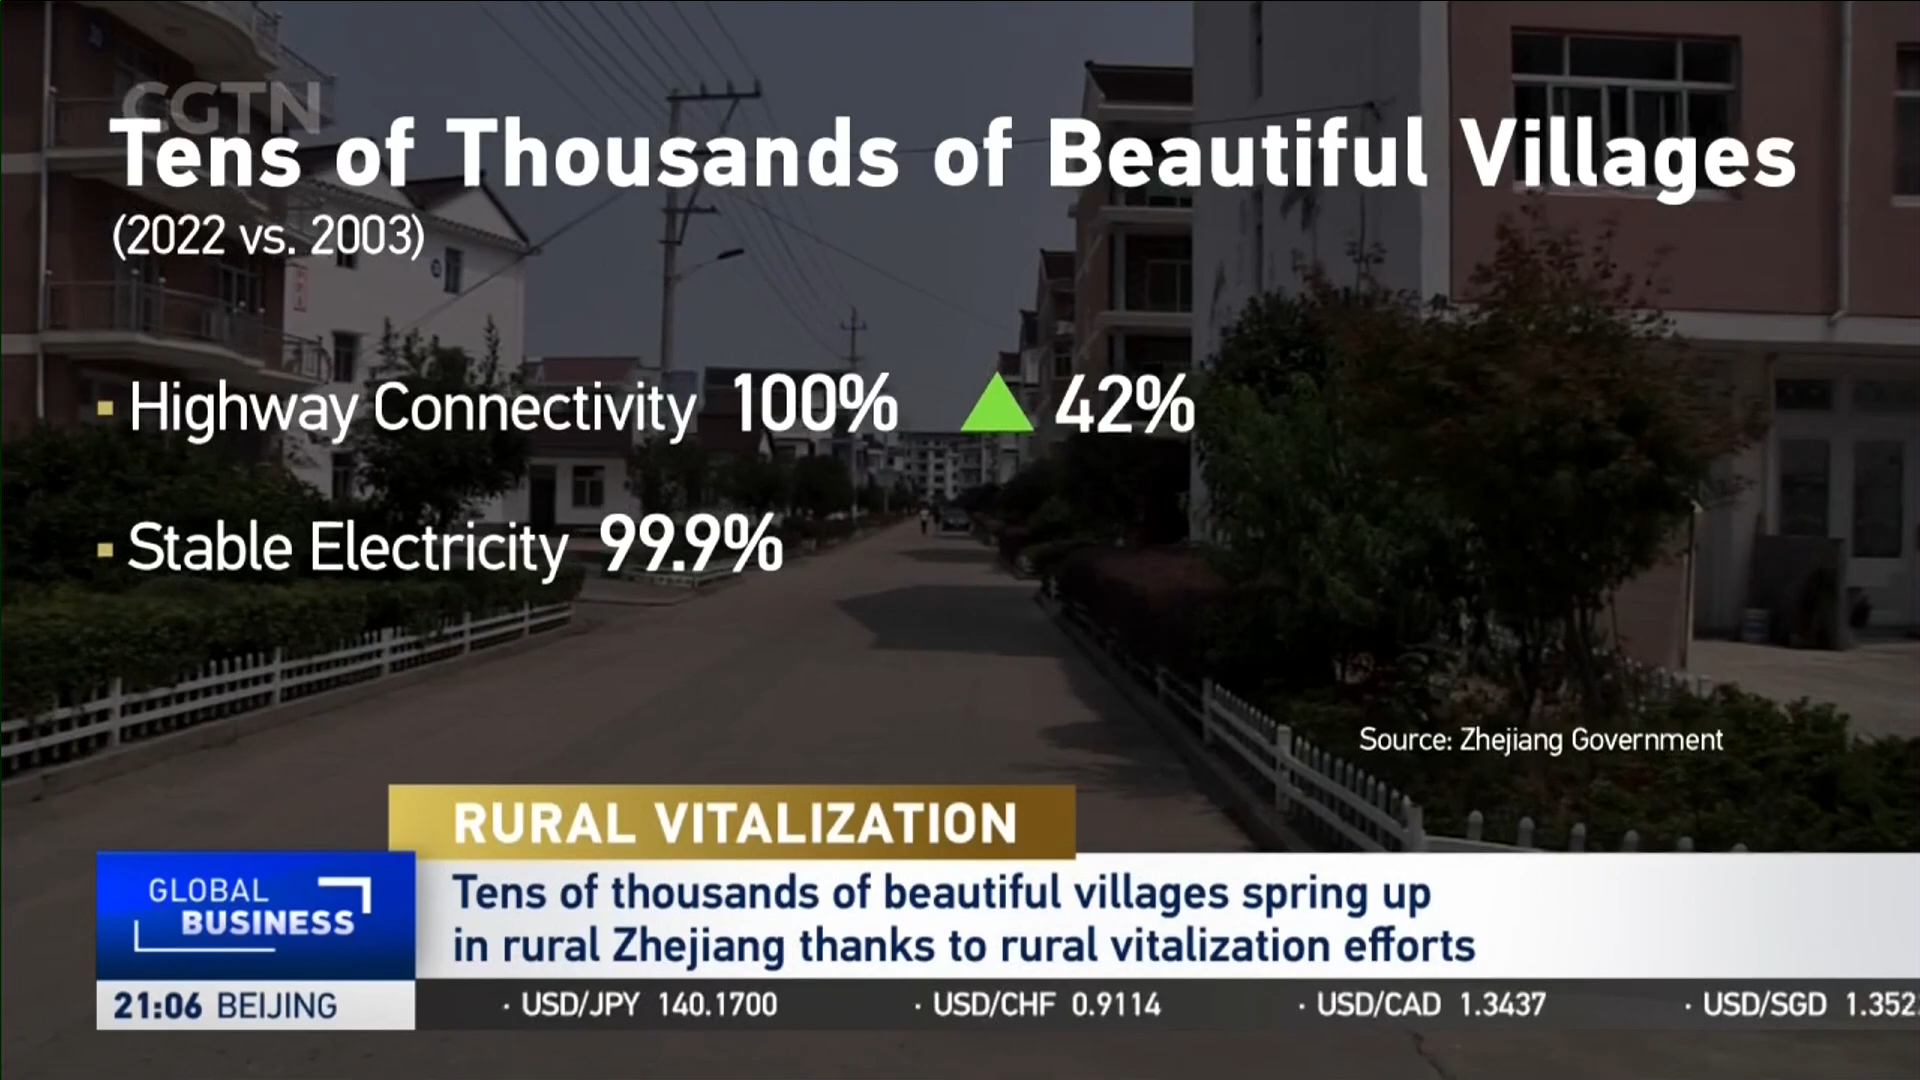 CGTN
Tens of Thousands of Beautiful Villages
(2022 vs. 2003)
Highway Connectivity 100% ▲ 42%
Stable Electricity 99.9%
Source: Zhejiang Government
RURAL VITALIZATION
GLOBAL
BUSINESS
Tens of thousands of beautiful villages spring up
in rural Zhejiang thanks to rural vitalization efforts
21:06 BEIJING
· USD/JPY 140.1700 · USD/CHF 0.9114 · USD/CAD 1.3437 · USD/SGD 1.352